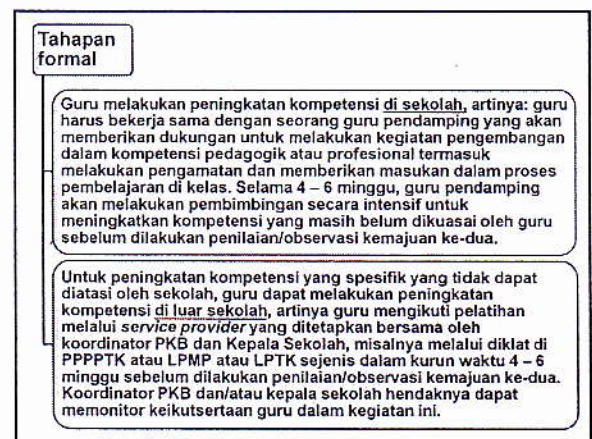 Tahapan
formal
Guru melakukan peningkatan kompetensi di sekolah, artinya: guru
harus bekerja sama dengan seorang guru pendamping yang akan
memberikan dukungan untuk melakukan kegiatan pengembangan
dalam kompetensi pedagogik atau profesional termasuk
melakukan pengamatan dan memberikan masukan dalam proses
pembelajaran di kelas. Selama 4 – 6 minggu, guru pendamping
akan melakukan pembimbingan secara intensif untuk
meningkatkan kompetensi yang masih belum dikuasai oleh guru
sebelum dilakukan penilaian/observasi kemajuan ke-dua.
Untuk peningkatan kompetensi yang spesifik yang tidak dapat
diatasi oleh sekolah, guru dapat melakukan peningkatan
kompetensi di luar sekolah, artinya guru mengikuti pelatihan
melalui service provider yang ditetapkan bersama oleh
koordinator PKB dan Kepala Sekolah, misalnya melalui diklat di
PPPPTK atau LPMP atau LPTK sejenis dalam kurun waktu 4 – 6
minggu sebelum dilakukan penilaian/observasi kemajuan ke-dua.
Koordinator PKB dan/atau kepala sekolah hendaknya dapat
memonitor keikutsertaan guru dalam kegiatan ini.